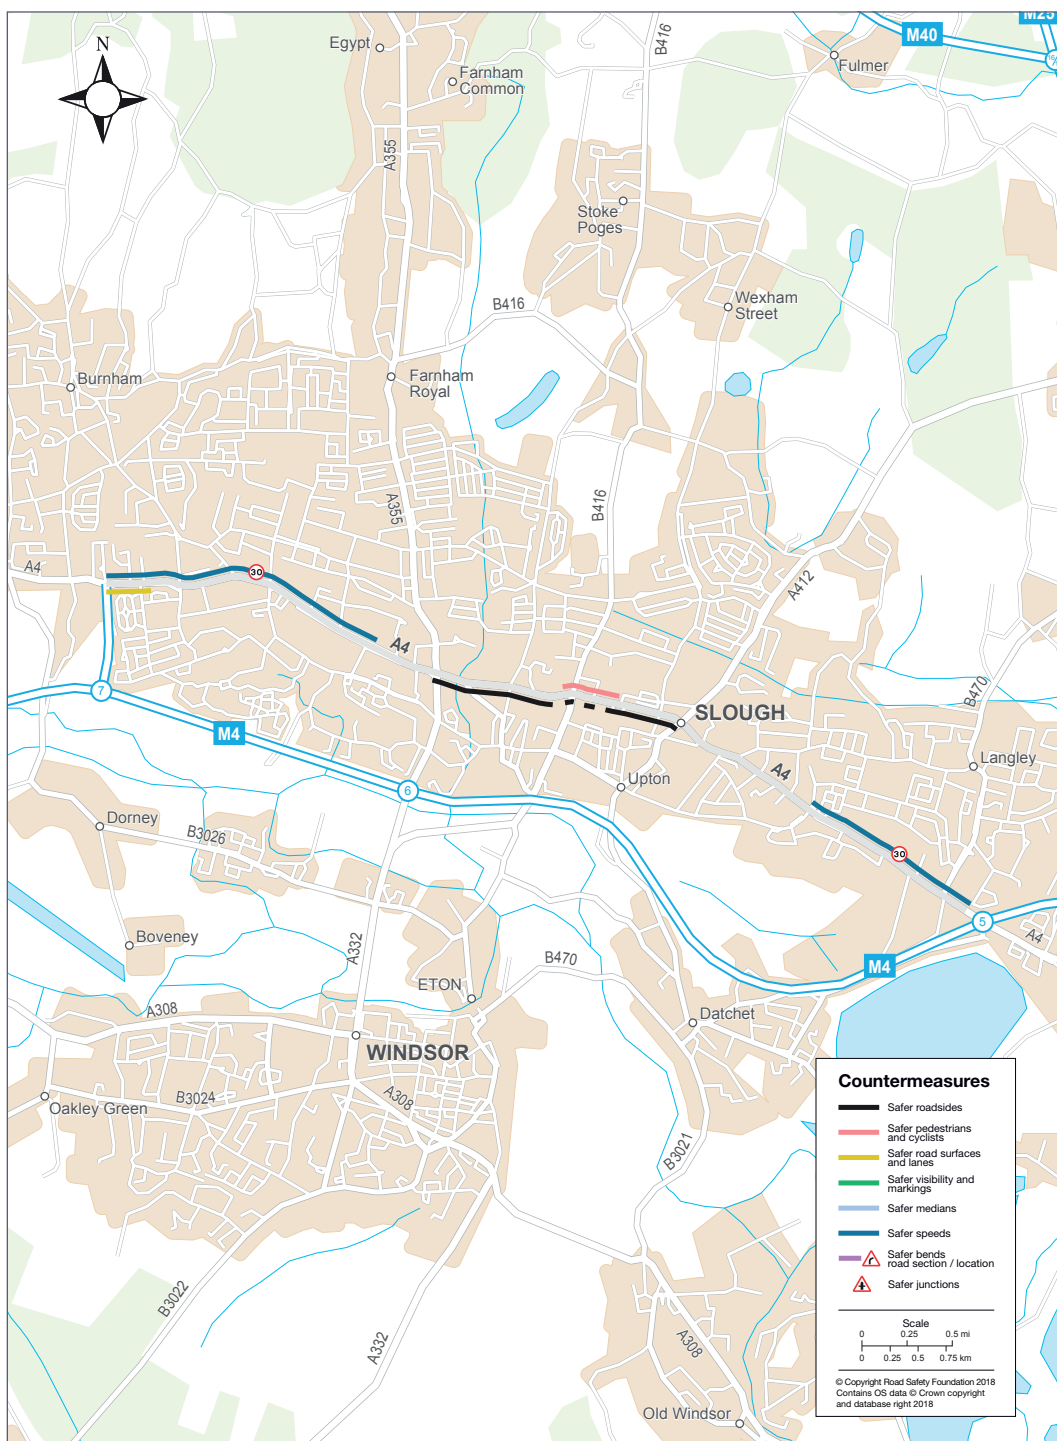 M25
M40
16
N
Egypt
B416
Fulmer
Farnham
Common
A355
Stoke
Poges
B416
Wexham
Street
Burnham
Farnham
Royal
A355
B416
A4
30
A412
A4
7
M4
SLOUGH
B470
Langley
6
Upton
A4
Dorney
B3026
30
5
A4
Boveney
A332
B470
M4
ETON
A308
Datchet
WINDSOR
Oakley Green
B3024
A308
B3021
B3022
A332
A308
Old Windsor
Countermeasures
Safer roadsides
Safer pedestrians
and cyclists
Safer road surfaces
and lanes
Safer visibility and
markings
Safer medians
Safer speeds
Safer bends
road section / location
Safer junctions
Scale
0 0.25 0.5 mi
0 0.25 0.5 0.75 km
© Copyright Road Safety Foundation 2018
Contains OS data © Crown copyright
and database right 2018